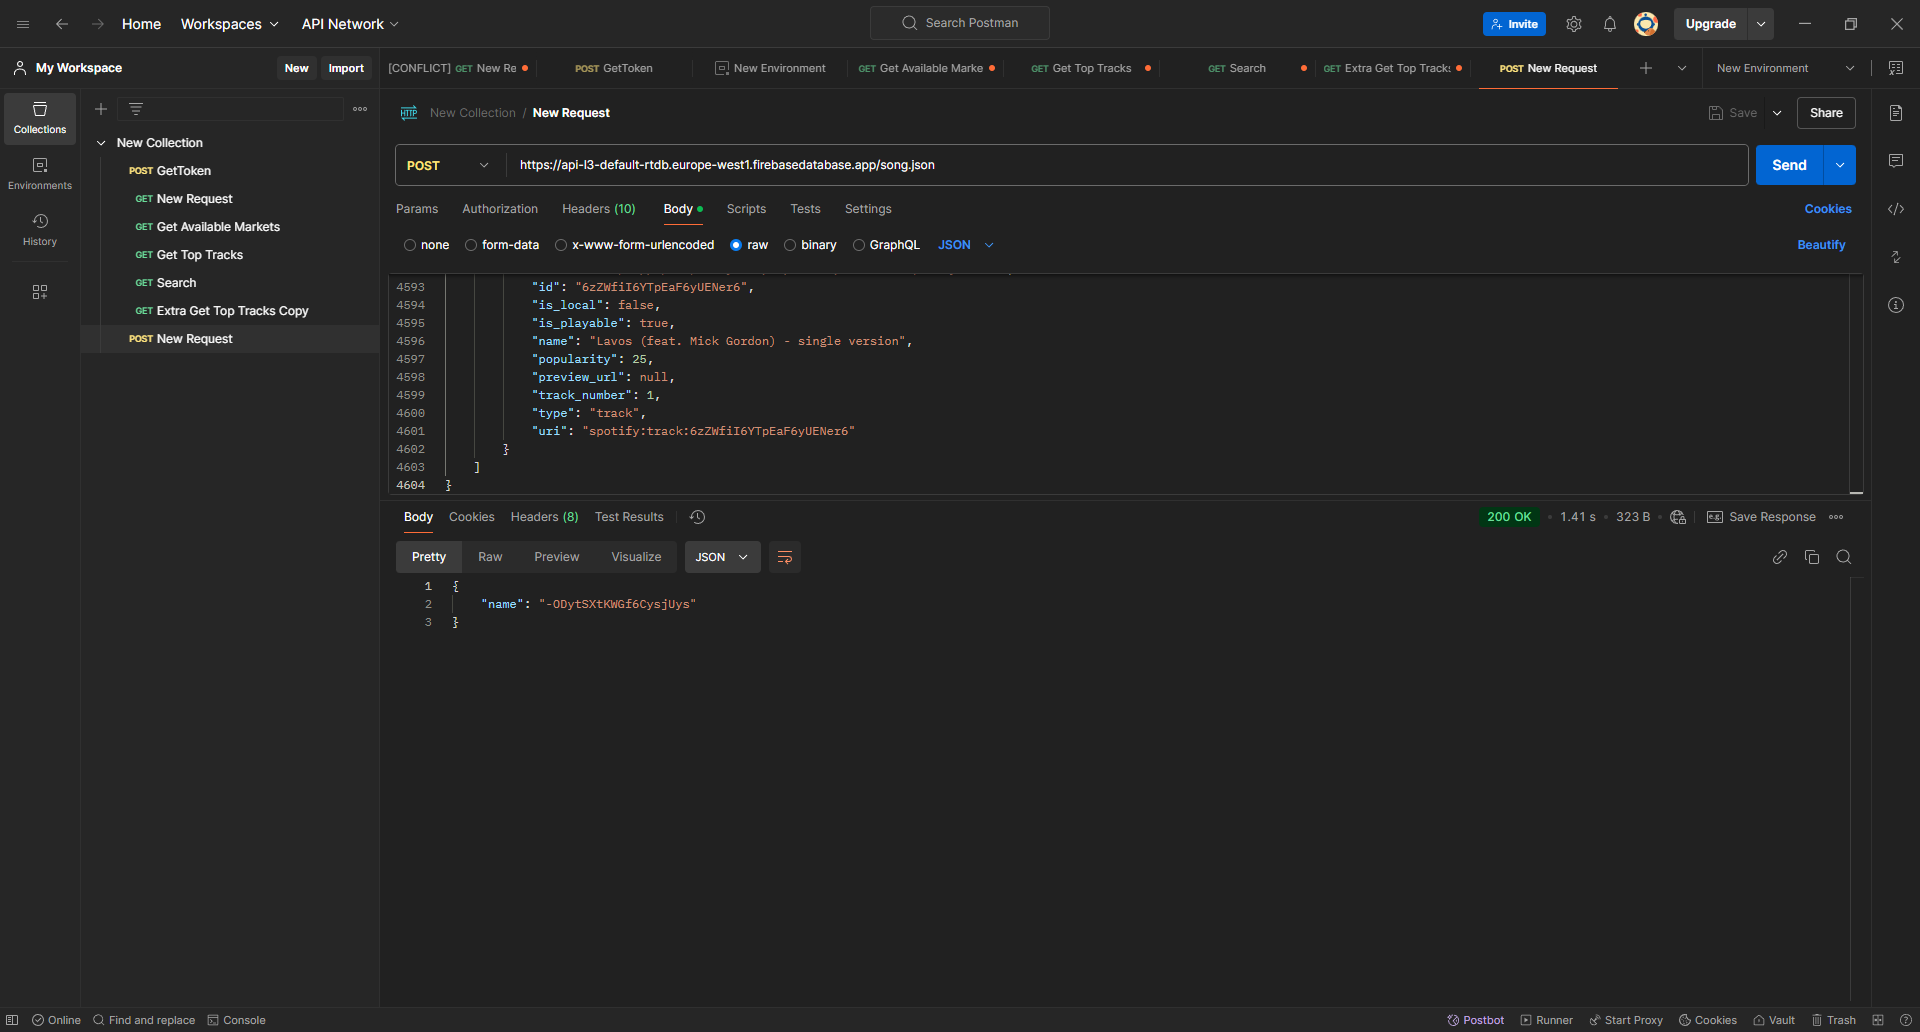 Home
Workspaces
API Network
Search Postman
Invite
Upgrade
My Workspace
New
Import
[CONFLICT] GET New Re
POST GetToken
New Environment
GET Get Available Marke
GET Get Top Tracks
GET Search
GET Extra Get Top Tracks
POST New Request
New Environment
Collections
Environments
History
New Collection
POST GetToken
GET New Request
GET Get Available Markets
GET Get Top Tracks
GET Search
GET Extra Get Top Tracks Copy
POST New Request
HTTP New Collection / New Request
Save
Share
POST https://api-l3-default-rtdb.europe-west1.firebasedatabase.app/song.json
Send
Params Authorization Headers (10) Body Scripts Tests Settings
Cookies
none form-data x-www-form-urlencoded raw binary GraphQL JSON
Beautify
4593 "id": "6zZWfiI6YTpEaF6yUENer6",
4594 "is_local": false,
4595 "is_playable": true,
4596 "name": "Lavos (feat. Mick Gordon) - single version",
4597 "popularity": 25,
4598 "preview_url": null,
4599 "track_number": 1,
4600 "type": "track",
4601 "uri": "spotify:track:6zZWfiI6YTpEaF6yUENer6"
4602 }
4603 ]
4604 }
Body Cookies Headers (8) Test Results
200 OK • 1.41 s • 323 B •
e.g. Save Response
Pretty Raw Preview Visualize JSON
1 {
2 "name": "-ODytSXtKWGf6CysjUys"
3 }
Online
Find and replace
Console
Postbot
Runner
Start Proxy
Cookies
Vault
Trash